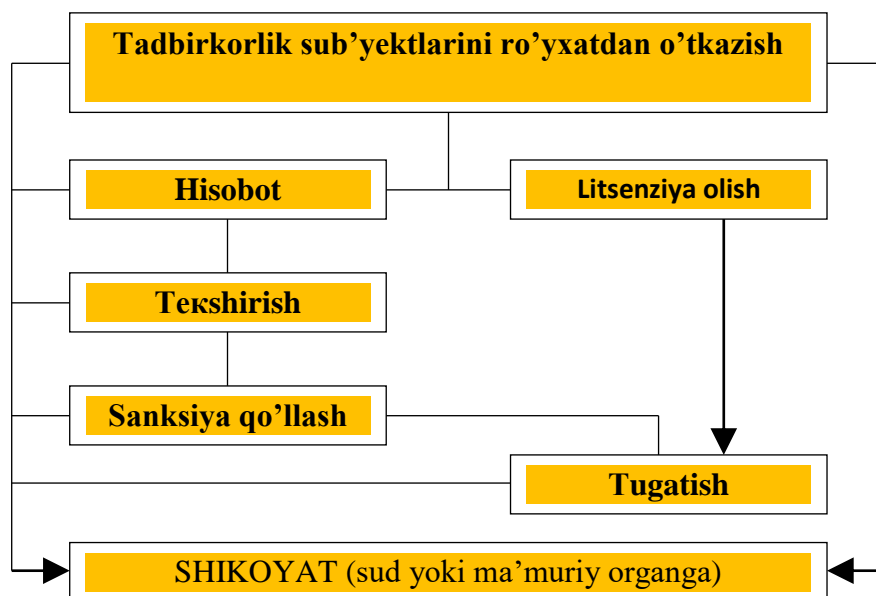 Tadbirkorlik sub’yektlarini ro’yxatdan o’tkazish
Hisobot
Litsenziya olish
Teкshirish
Sanksiya qo’llash
Tugatish
SHIKOYAT (sud yoki ma’muriy organga)